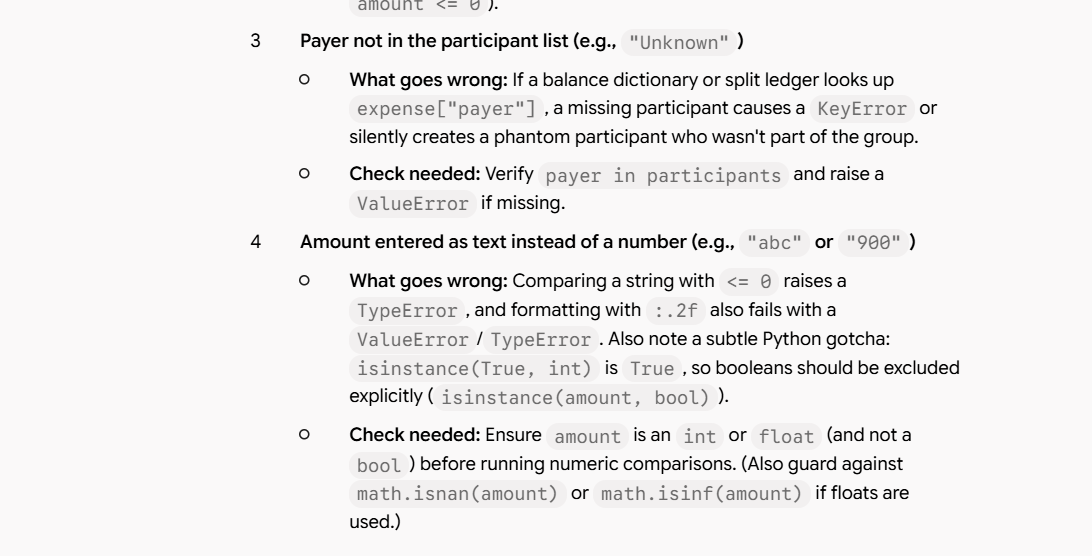 amount <= 0 ).
3 Payer not in the participant list (e.g., "Unknown" )
What goes wrong: If a balance dictionary or split ledger looks up
expense["payer"] , a missing participant causes a KeyError or
silently creates a phantom participant who wasn't part of the group.
Check needed: Verify payer in participants and raise a
ValueError if missing.
4 Amount entered as text instead of a number (e.g., "abc" or "900" )
What goes wrong: Comparing a string with <= 0 raises a
TypeError , and formatting with :.2f also fails with a
ValueError / TypeError . Also note a subtle Python gotcha:
isinstance(True, int) is True , so booleans should be excluded
explicitly ( isinstance(amount, bool) ).
Check needed: Ensure amount is an int or float (and not a
bool ) before running numeric comparisons. (Also guard against
math.isnan(amount) or math.isinf(amount) if floats are
used.)